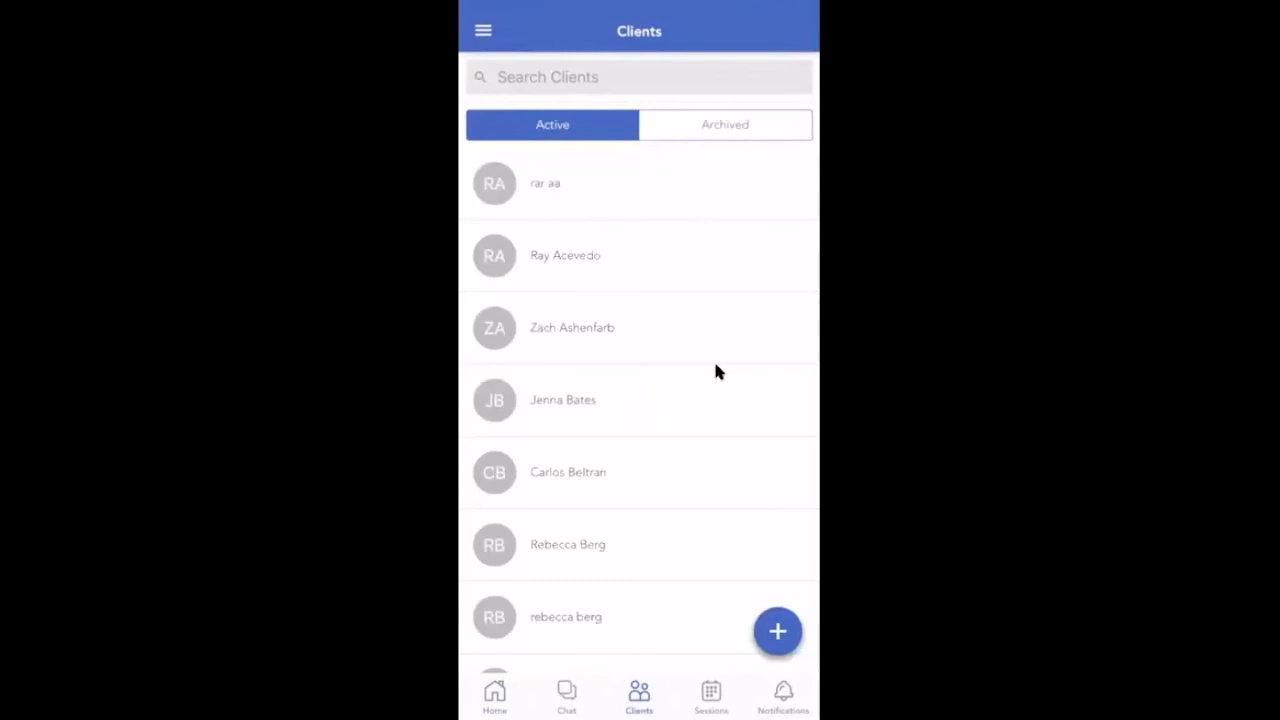 Clients
Search Clients
Active Archived
RA rar aa
RA Ray Acevedo
ZA Zach Ashenfarb
JB Jenna Bates
CB Carlos Beltran
RB Rebecca Berg
RB rebecca berg
Home Chat Clients Sessions Notifications